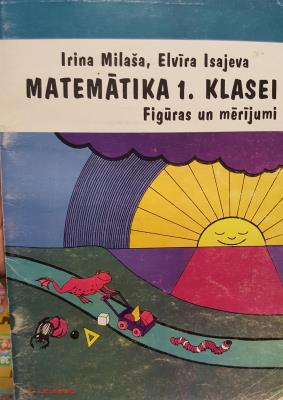 Irina Milaša, Elvīra Isajeva
MATEMĀTIKA 1. KLASEI
Figūras un mērījumi